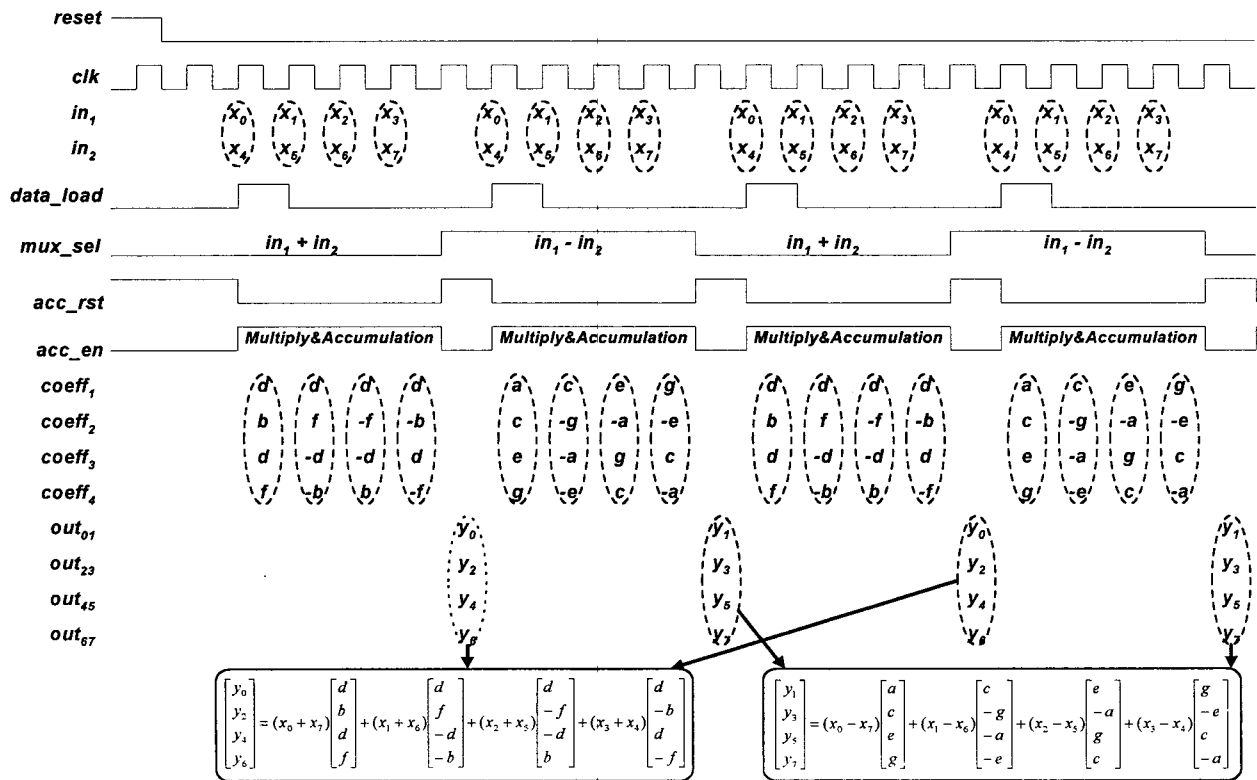 reset
clk
in₁ x₀ x₁ x₂ x₃ x₀ x₁ x₂ x₃ x₀ x₁ x₂ x₃ x₀ x₁ x₂ x₃
in₂ x₄ x₅ x₆ x₇ x₄ x₅ x₆ x₇ x₄ x₅ x₆ x₇ x₄ x₅ x₆ x₇
data_load
mux_sel in₁ + in₂ in₁ - in₂ in₁ + in₂ in₁ - in₂
acc_rst
acc_en Multiply&Accumulation Multiply&Accumulation Multiply&Accumulation Multiply&Accumulation
coeff₁ d d d d a c e g d d d d a c e g
coeff₂ b f -f -b c -g -a -e b f -f -b c -g -a -e
coeff₃ d -d -d d e -a g c d -d -d d e -a g c
coeff₄ f -b b -f g -e c -a f -b b -f g -e c -a
out₀₁ y₀ y₁ y₀ y₁
out₂₃ y₂ y₃ y₂ y₃
out₄₅ y₄ y₅ y₄ y₅
out₆₇ y₆ y₇ y₆ y₇
[y₀ y₂ y₄ y₆] = (x₀ + x₇) [d b d f] + (x₁ + x₆) [d f -d -b] + (x₂ + x₅) [d -f -d b] + (x₃ + x₄) [d -b d -f]
[y₁ y₃ y₅ y₇] = (x₀ - x₇) [a c e g] + (x₁ - x₆) [c -g -a -e] + (x₂ - x₅) [e -a g c] + (x₃ - x₄) [g -e c -a]